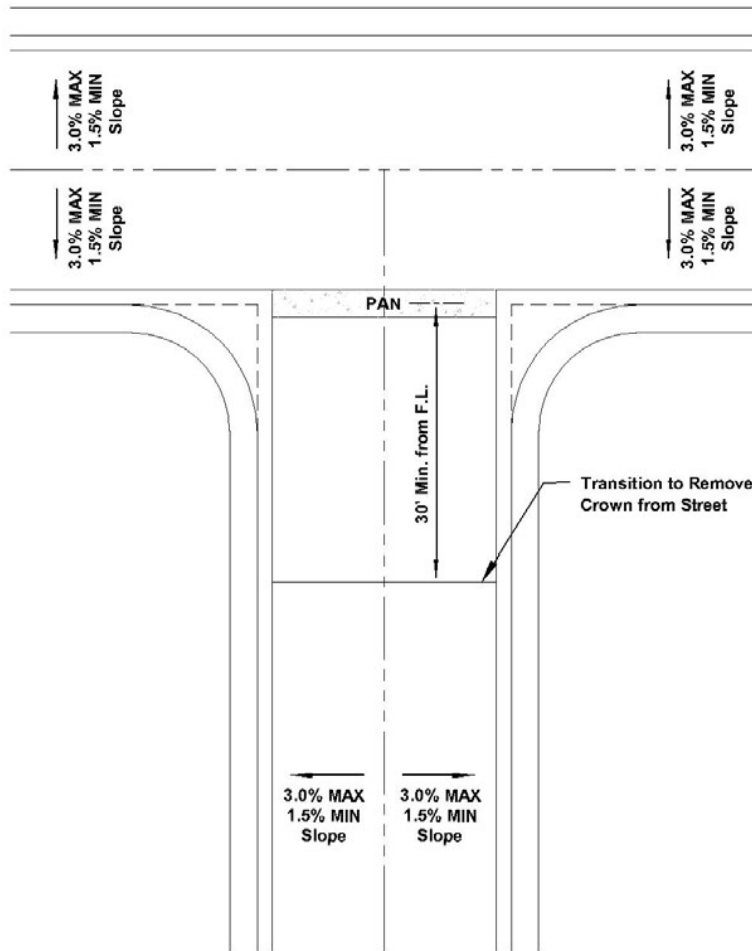 3.0% MAX
1.5% MIN
Slope
3.0% MAX
1.5% MIN
Slope
3.0% MAX
1.5% MIN
Slope
3.0% MAX
1.5% MIN
Slope
PAN
30' Min. from F.L.
Transition to Remove
Crown from Street
3.0% MAX
1.5% MIN
Slope
3.0% MAX
1.5% MIN
Slope